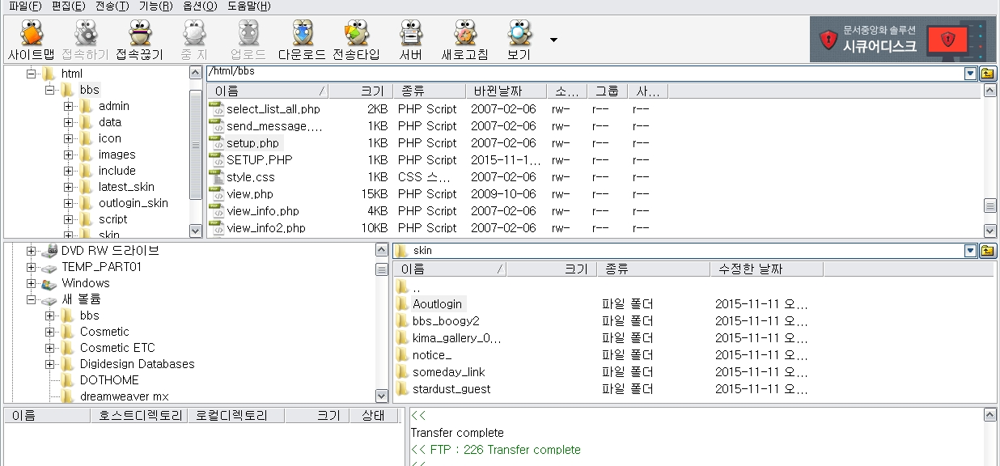 파일(F) 편집(E) 전송(T) 기능(R) 옵션(O) 도움말(H)
사이트맵 접속하기 접속끊기 중 지 업로드 다운로드 전송타입 서버 새로고침 보기
문서중앙화 솔루션
시큐어디스크
html
bbs
admin
data
icon
images
include
latest_skin
outlogin_skin
script
skin
/html/bbs
이름 / 크기 종류 바뀐날짜 소... 그룹 사...
select_list_all.php 2KB PHP Script 2007-02-06 rw- r-- r--
send_message.... 1KB PHP Script 2007-02-06 rw- r-- r--
setup.php 1KB PHP Script 2007-02-06 rw- r-- r--
SETUP.PHP 1KB PHP Script 2015-11-1... rw- r-- r--
style.css 1KB CSS 스... 2007-02-06 rw- r-- r--
view.php 15KB PHP Script 2009-10-06 rw- r-- r--
view_info.php 4KB PHP Script 2007-02-06 rw- r-- r--
view_info2.php 10KB PHP Script 2007-02-06 rw- r-- r--
DVD RW 드라이브
TEMP_PART01
Windows
새 볼륨
bbs
Cosmetic
Cosmetic ETC
Digidesign Databases
DOTHOME
dreamweaver mx
skin
이름 / 크기 종류 수정한 날짜
..
Aoutlogin 파일 폴더 2015-11-11 오...
bbs_boogy2 파일 폴더 2015-11-11 오...
kima_gallery_0... 파일 폴더 2015-11-11 오...
notice_ 파일 폴더 2015-11-11 오...
someday_link 파일 폴더 2015-11-11 오...
stardust_guest 파일 폴더 2015-11-11 오...
이름 호스트디렉토리 로컬디렉토리 크기 상태
<<
Transfer complete
<< FTP : 226 Transfer complete
<<